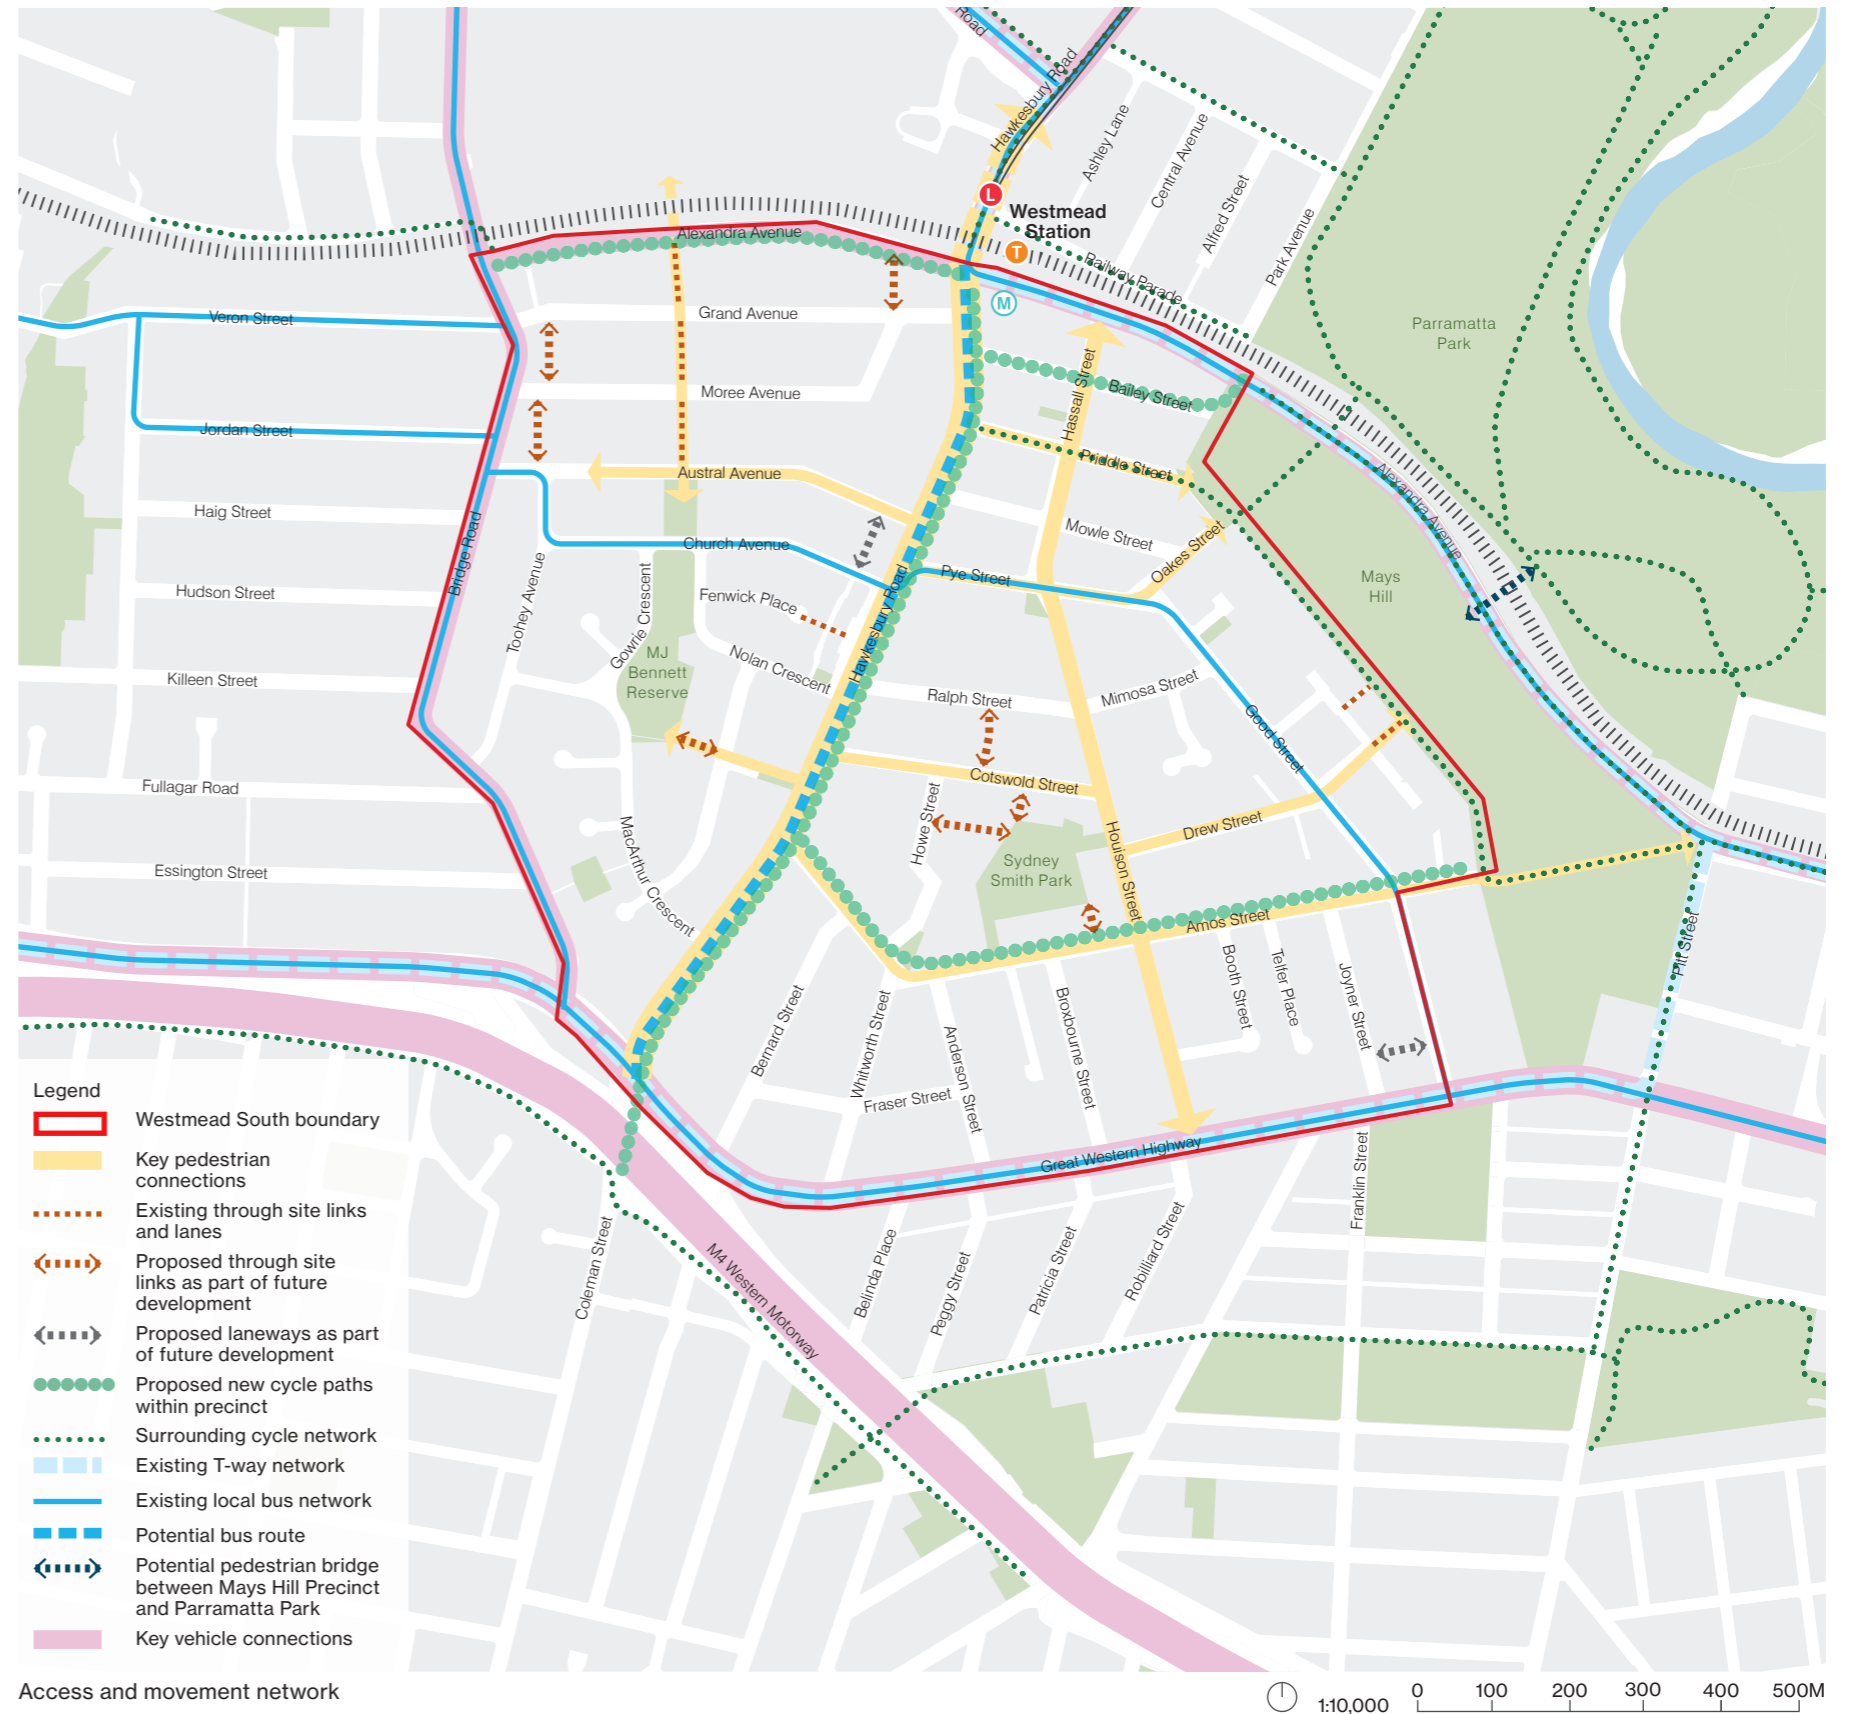 Road
Hawkesbury Road
Ashley Lane
Central Avenue
Alfred Street
Park Avenue
L
Westmead
Station
T
Railway Parade
M
Alexandra Avenue
Grand Avenue
Veron Street
Moree Avenue
Jordan Street
Hassall Street
Bailey Street
Parramatta
Park
Austral Avenue
Priddle Street
Alexandra Avenue
Haig Street
Bridge Road
Church Avenue
Mowle Street
Oakes Street
Pye Street
Mays
Hill
Hudson Street
Toohey Avenue
Gowrie Crescent
Fenwick Place
Hawkesbury Road
MJ
Bennett
Reserve
Nolan Crescent
Killeen Street
Ralph Street
Mimosa Street
Good Street
Fullagar Road
Cotswold Street
Howe Street
Drew Street
MacArthur Crescent
Houison Street
Sydney
Smith Park
Essington Street
Amos Street
Pitt Street
Booth Street
Telfer Place
Joyner Street
Bernard Street
Whitworth Street
Anderson Street
Broxbourne Street
Fraser Street
Great Western Highway
Franklin Street
Coleman Street
M4 Western Motorway
Belinda Place
Peggy Street
Patricia Street
Robilliard Street
Legend
Westmead South boundary
Key pedestrian
connections
Existing through site links
and lanes
Proposed through site
links as part of future
development
Proposed laneways as part
of future development
Proposed new cycle paths
within precinct
Surrounding cycle network
Existing T-way network
Existing local bus network
Potential bus route
Potential pedestrian bridge
between Mays Hill Precinct
and Parramatta Park
Key vehicle connections
Access and movement network
1:10,000
0 100 200 300 400 500M